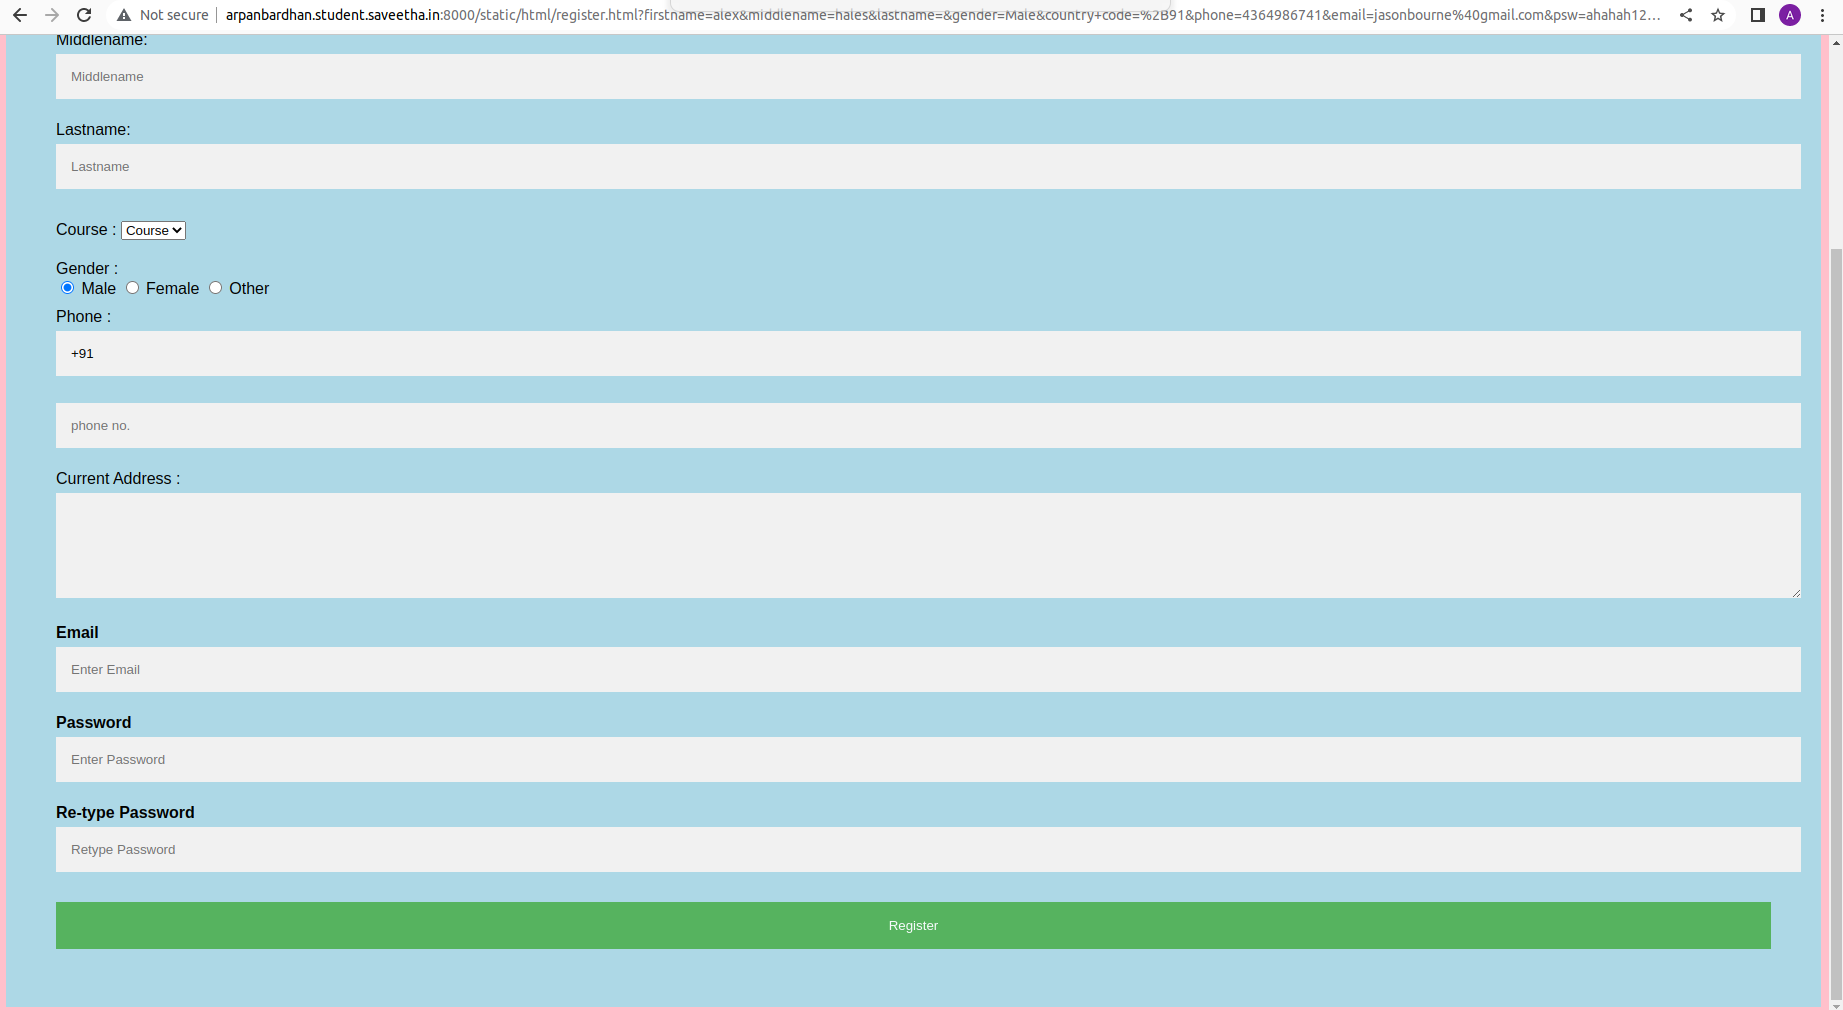 Not secure | arpanbardhan.student.saveetha.in:8000/static/html/register.html?firstname=alex&middlename=hales&lastname=&gender=Male&country+code=%2B91&phone=4364986741&email=jasonbourne%40gmail.com&psw=ahahah12... A
Middlename:
Middlename
Lastname:
Lastname
Course : Course
Gender :
Male Female Other
Phone :
+91
phone no.
Current Address :
Email
Enter Email
Password
Enter Password
Re-type Password
Retype Password
Register